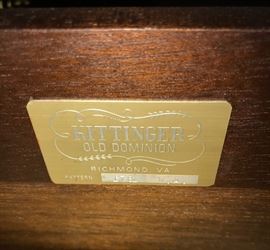 KITTINGER
OLD DOMINION
RICHMOND VA
PATTERN